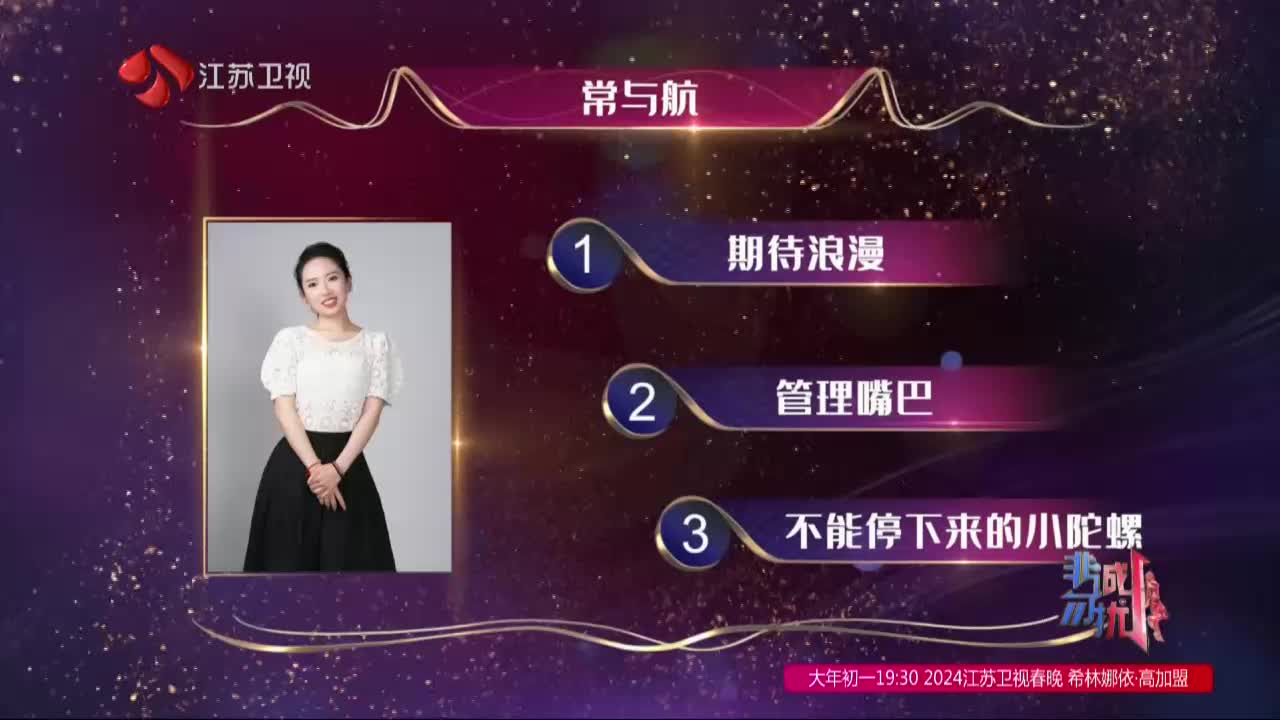 江苏卫视
常与航
1
期待浪漫
2
管理嘴巴
3
不能停下来的小陀螺
非诚勿扰
大年初一19:30 2024江苏卫视春晚 希林娜依·高加盟